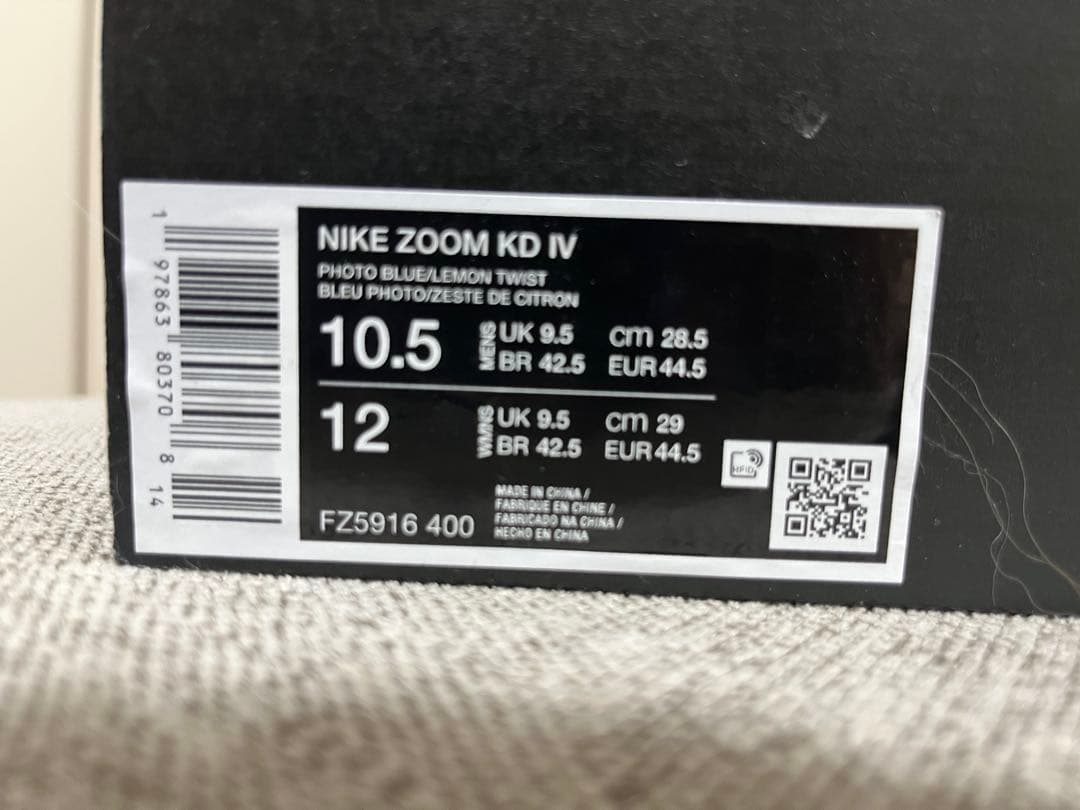 1 97863 80370 8 14
NIKE ZOOM KD IV
PHOTO BLUE/LEMON TWIST
BLEU PHOTO/ZESTE DE CITRON
10.5 MENS UK 9.5 cm 28.5
BR 42.5 EUR 44.5
12 WMNS UK 9.5 cm 29
BR 42.5 EUR 44.5
RFID
FZ5916 400
MADE IN CHINA /
FABRIQUE EN CHINE /
FABRICADO NA CHINA /
HECHO EN CHINA